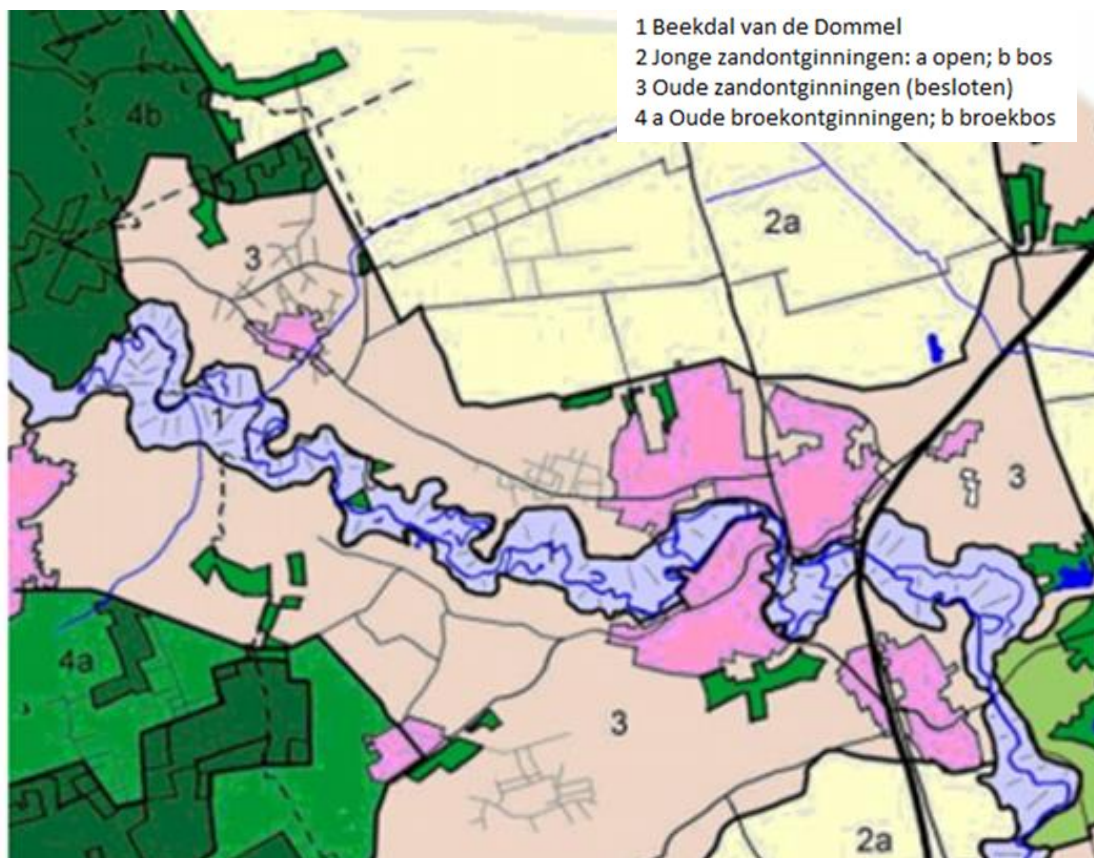 1 Beekdal van de Dommel
2 Jonge zandontginningen: a open; b bos
3 Oude zandontginningen (besloten)
4 a Oude broekontginningen; b broekbos
4b
2a
3
1
3
4a
3
2a